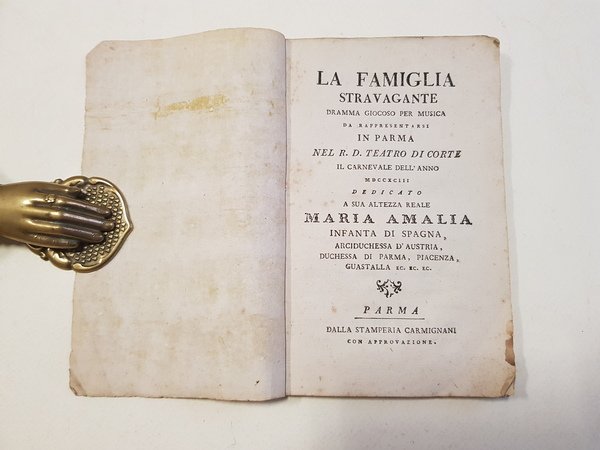 LA FAMIGLIA
STRAVAGANTE
DRAMMA GIOCOSO PER MUSICA
DA RAPPRESENTARSI
IN PARMA
NEL R. D. TEATRO DI CORTE
IL CARNEVALE DELL'ANNO
MDCCXCIII
DEDICATO
A SUA ALTEZZA REALE
MARIA AMALIA
INFANTA DI SPAGNA,
ARCIDUCHESSA D'AUSTRIA,
DUCHESSA DI PARMA, PIACENZA,
GUASTALLA EC. EC. EC.
PARMA
DALLA STAMPERIA CARMIGNANI
CON APPROVAZIONE.